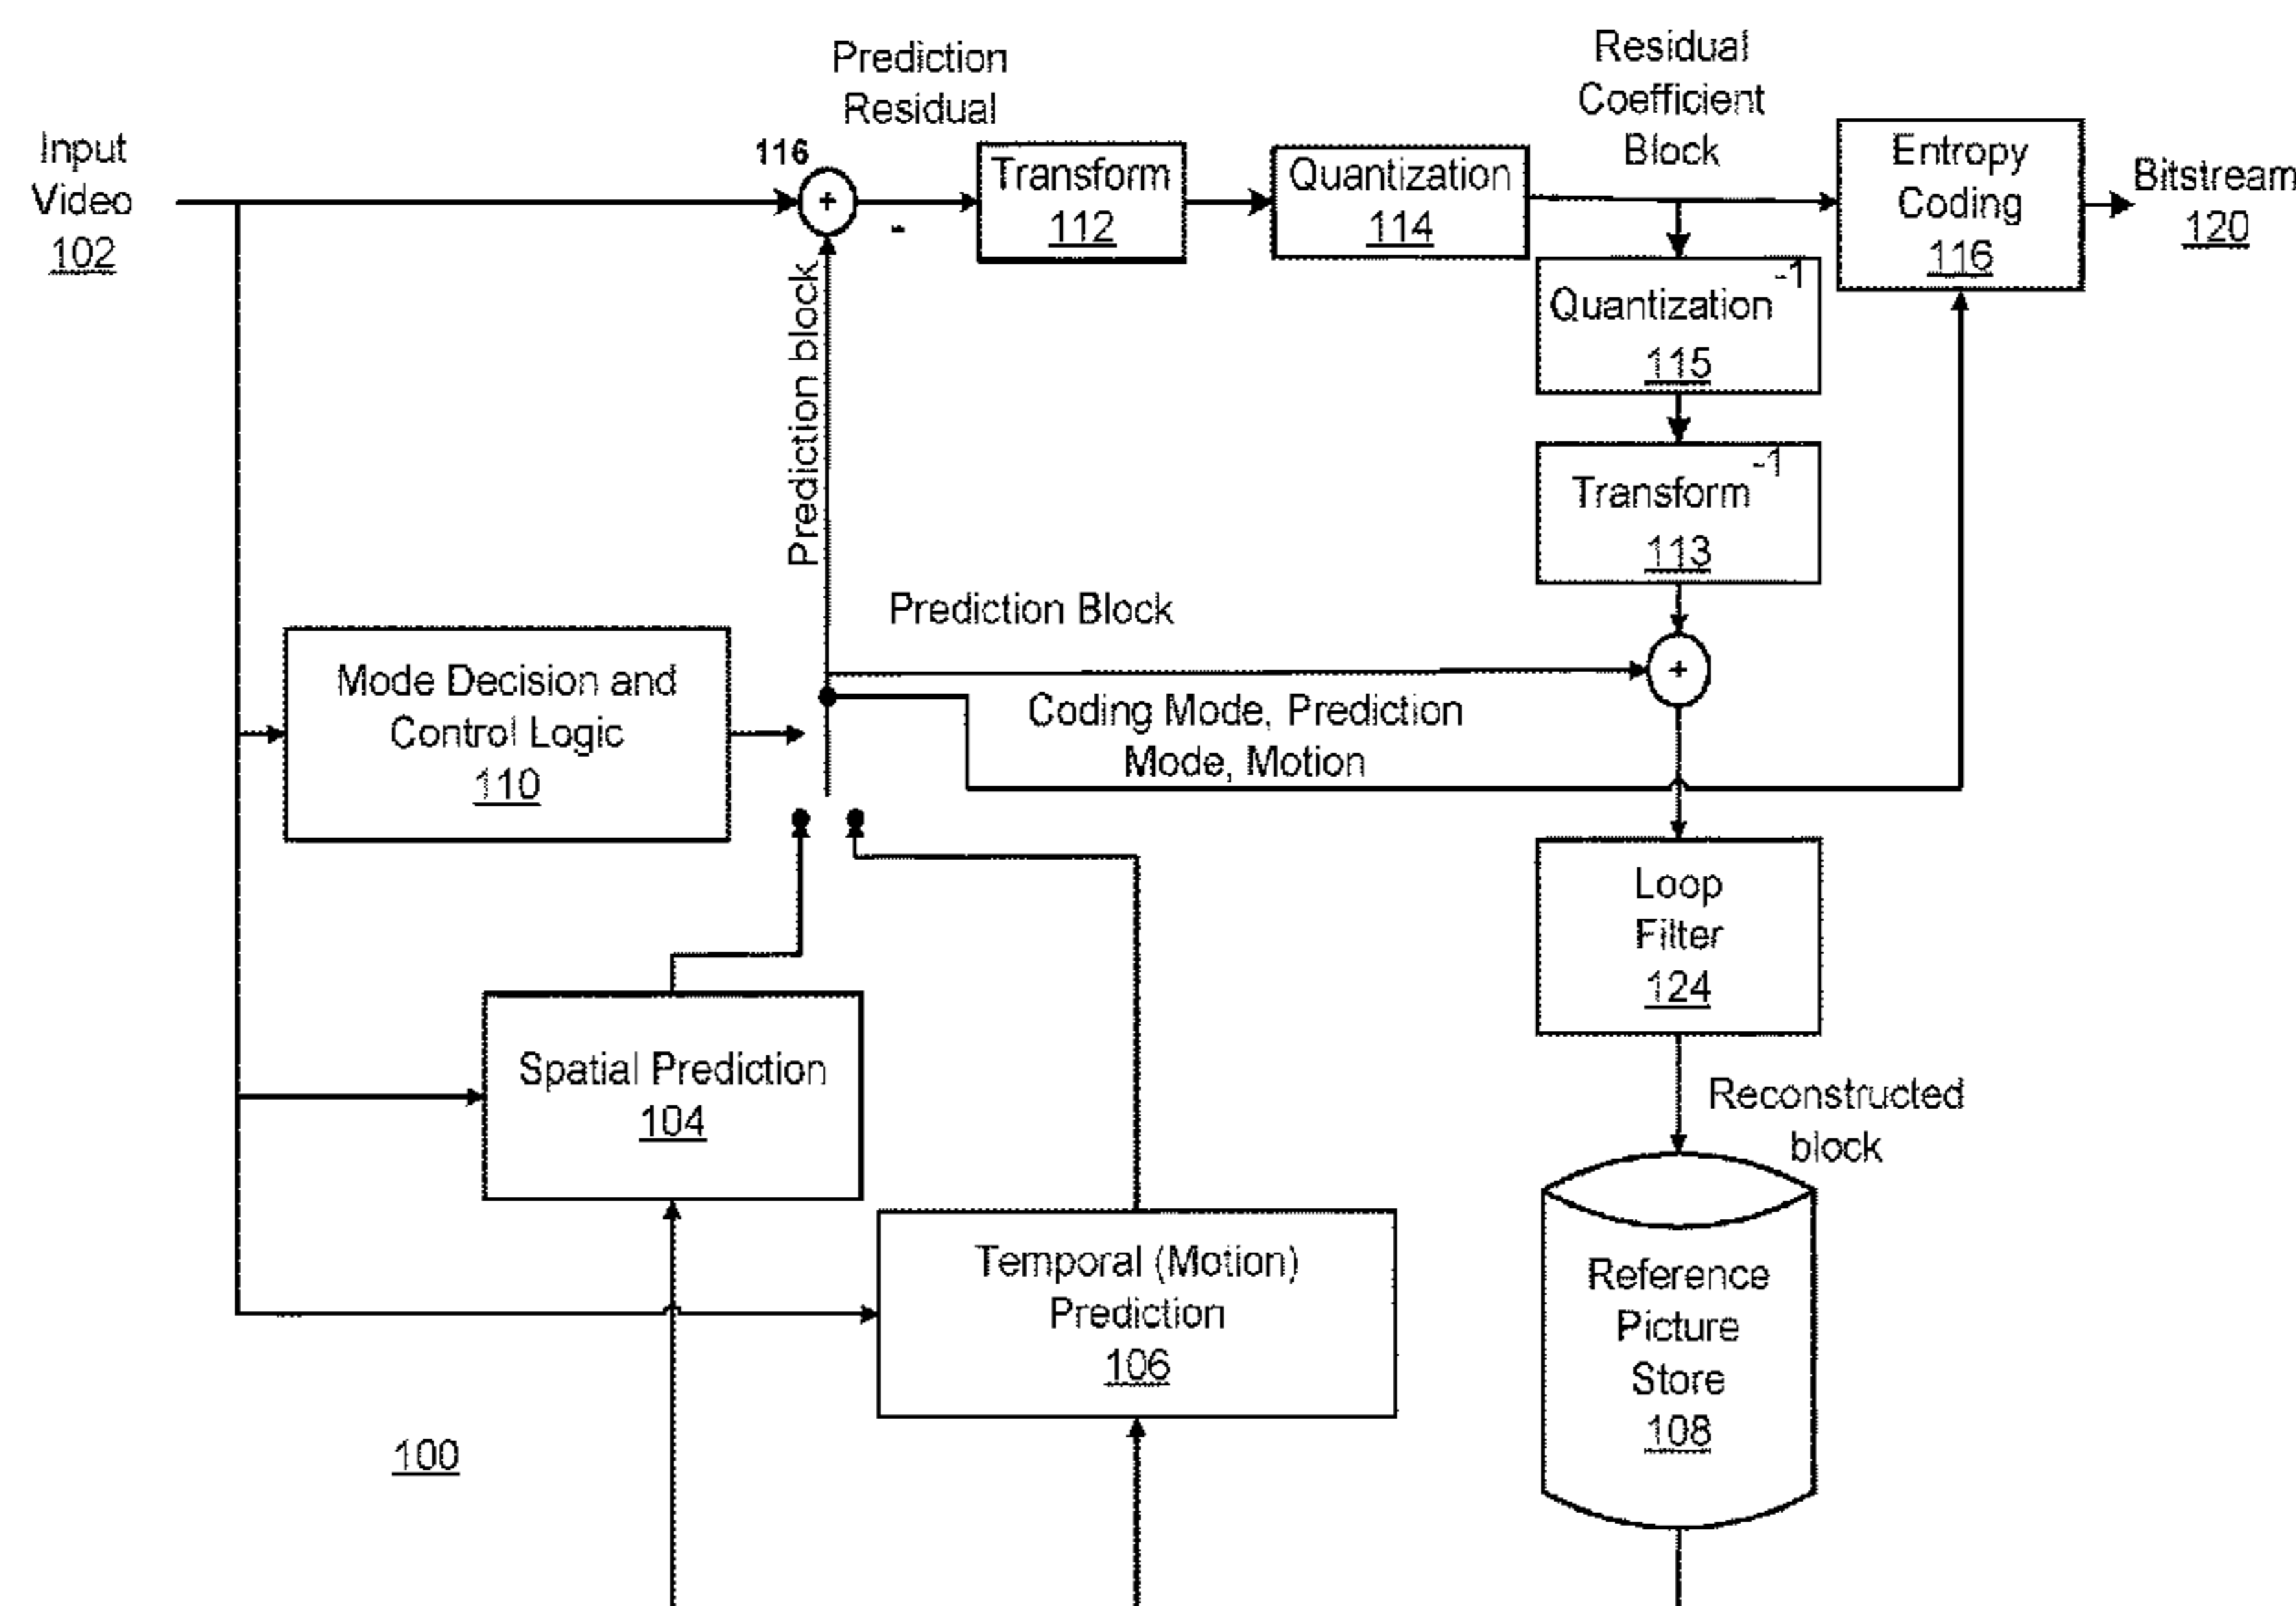 Input
Video
102
116
+
-
Prediction
Residual
Transform
112
Quantization
114
Residual
Coefficient
Block
Entropy
Coding
116
Bitstream
120
Quantization-1
115
Transform-1
113
+
Prediction block
Prediction Block
Coding Mode, Prediction
Mode, Motion
Mode Decision and
Control Logic
110
Loop
Filter
124
Spatial Prediction
104
Reconstructed
block
Temporal (Motion)
Prediction
106
Reference
Picture
Store
108
100